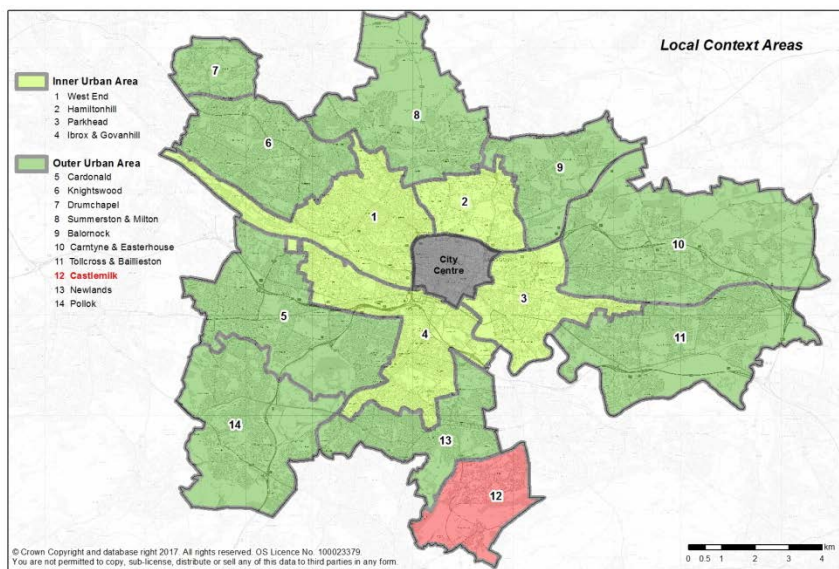 Local Context Areas
Inner Urban Area
1 West End
2 Hamiltonhill
3 Parkhead
4 Ibrox & Govanhill
Outer Urban Area
5 Cardonald
6 Knightswood
7 Drumchapel
8 Summerston & Milton
9 Balornock
10 Carntyne & Easterhouse
11 Tollcross & Baillieston
12 Castlemilk
13 Newlands
14 Pollok
7
8
6
9
2
1
10
City
Centre
3
5
4
11
14
13
12
© Crown Copyright and database right 2017. All rights reserved. OS Licence No. 100023379.
You are not permitted to copy, sub-license, distribute or sell any of this data to third parties in any form.
0 0.5 1 2 3 4
km